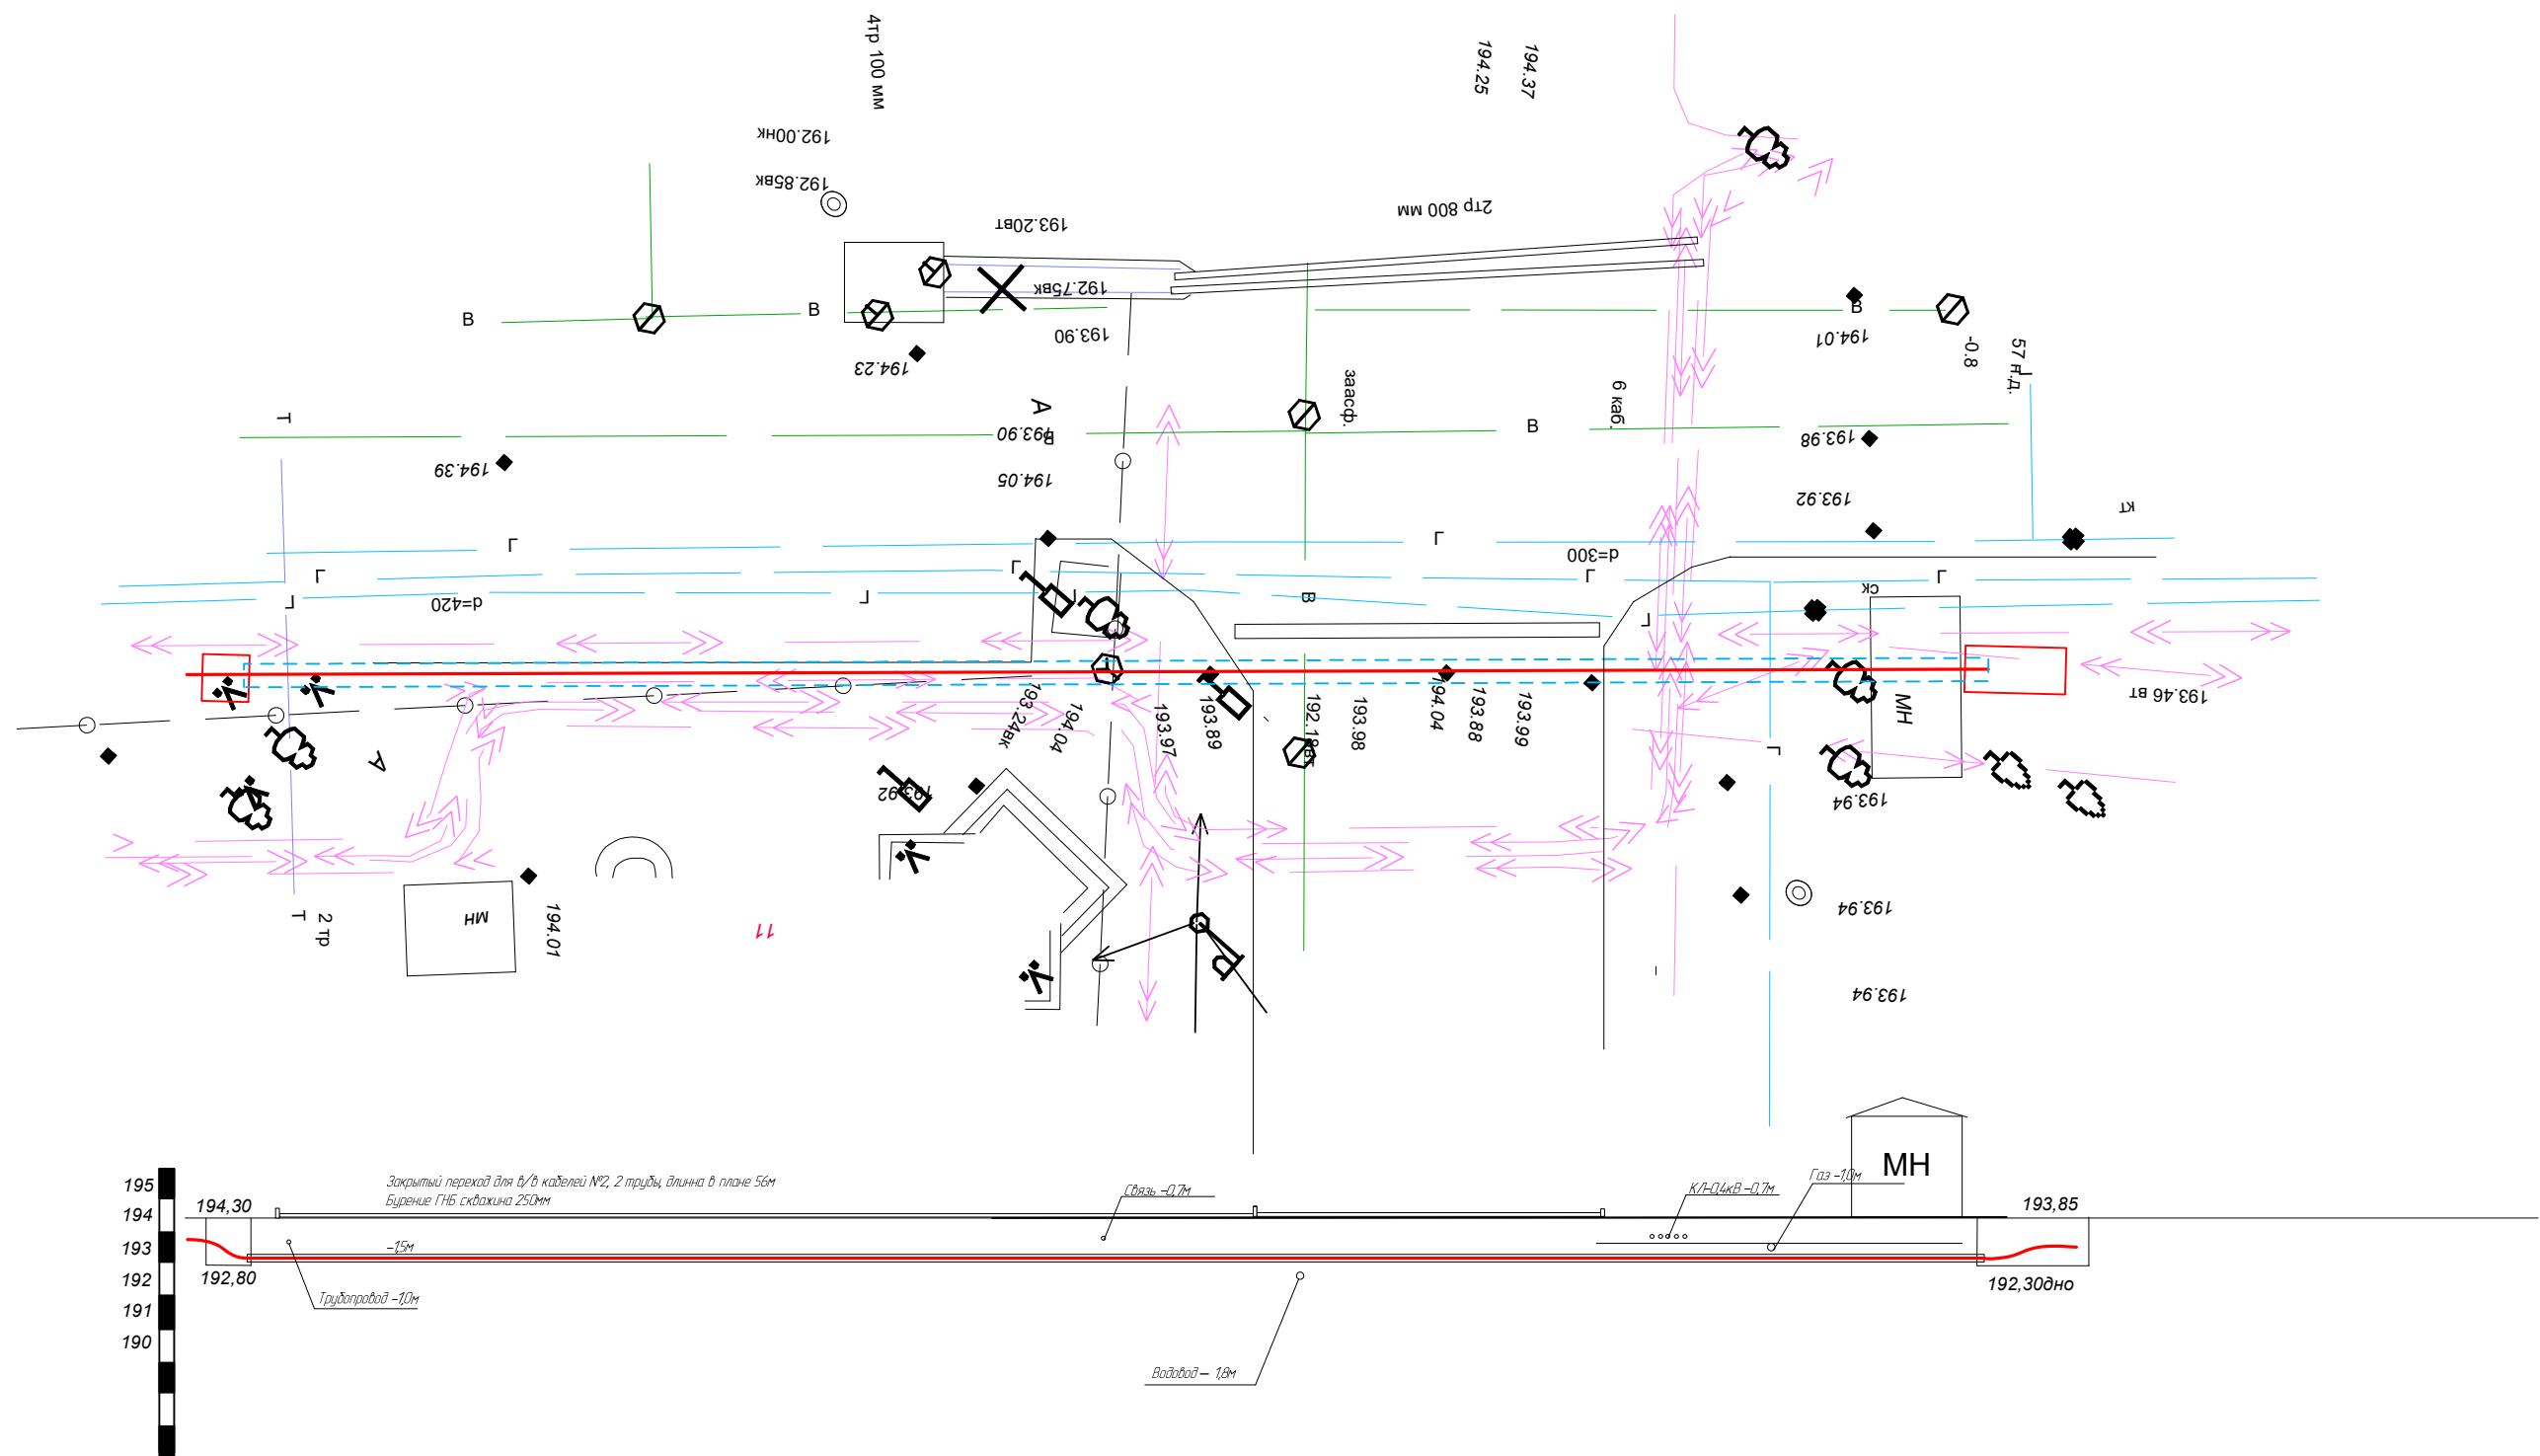 4тр 100 мм
194.25
194.37
192.00нк
192.85вк
193.20вт
2тр 800 мм
192.75вк
В
В
В
193.90
194.01
194.23
-0.8
57 н.д.
Г
заасф.
6 каб.
Т
А
193.90
В
В
193.98
194.39
194.05
193.92
кт
Г
Г
d=300
Г
Г
Г
Г
Г
d=420
Г
Г
В
ск
Г
Т
193.24вк
194.04
193.97
193.89
192.18вт
193.98
194.04
193.88
193.99
МН
193.46 вт
Г
А
193.92
193.94
МН
194.01
Т
2 тр
11
193.94
193.94
195
194
193
192
191
190
Закрытый переход для в/в кабелей №2, 2 трубы, длинна в плане 56м
Бурение ГНБ скважина 250мм
194,30
-1,5м
192,80
Трубопровод -1,0м
Связь -0,7м
Водовод - 1,8м
КЛ-0,4кВ -0,7м
Газ -1,0м
МН
193,85
192,30дно